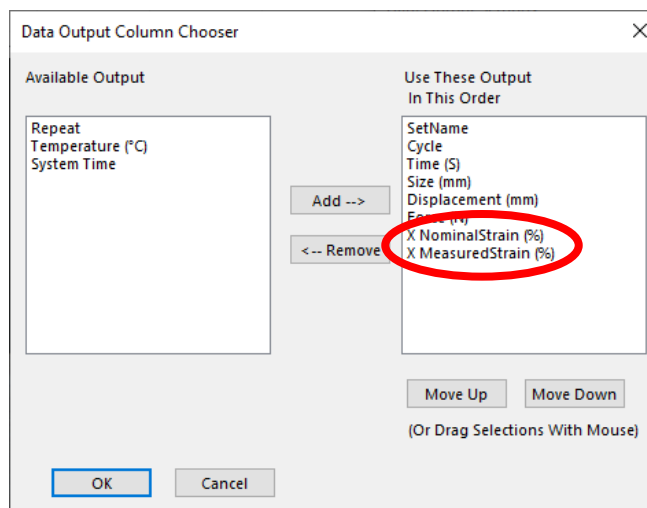 Data Output Column Chooser
Available Output
Repeat
Temperature (°C)
System Time
Add -->
<-- Remove
Use These Output
In This Order
SetName
Cycle
Time (S)
Size (mm)
Displacement (mm)
Force (N)
X NominalStrain (%)
X MeasuredStrain (%)
Move Up
Move Down
(Or Drag Selections With Mouse)
OK
Cancel